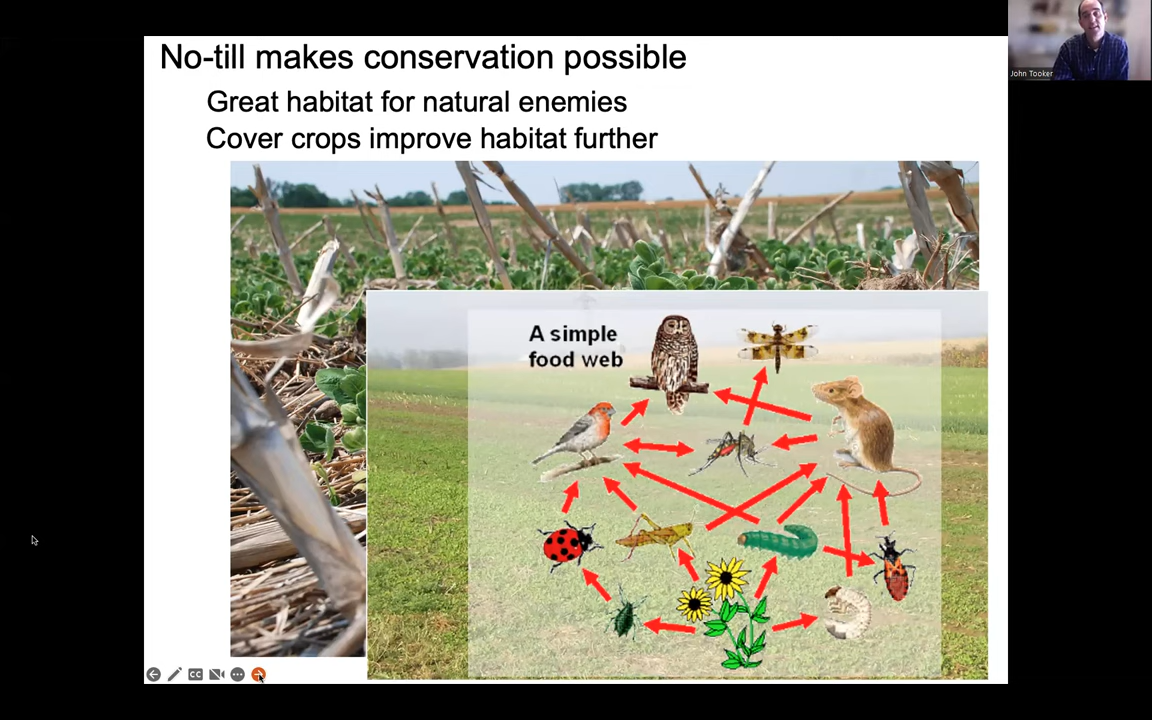 No-till makes conservation possible
Great habitat for natural enemies
Cover crops improve habitat further
A simple
food web
John Tooker
CC